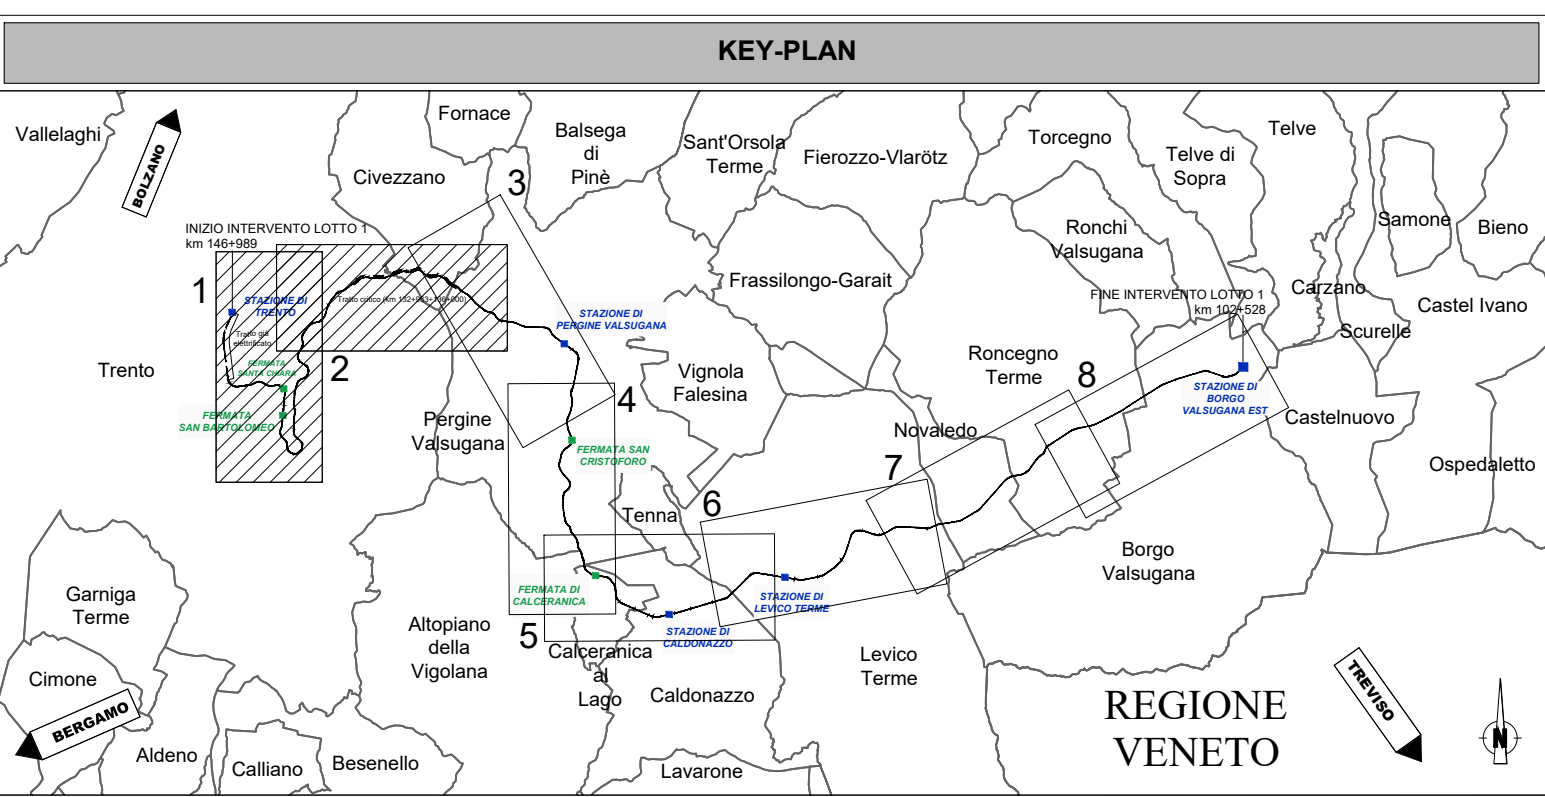 KEY-PLAN
Vallelaghi
BOLZANO
Fornace
Balsega
di
Pinè
Civezzano
Sant'Orsola
Terme
Fierozzo-Vlarötz
Torcegno
Telve
Telve di
Sopra
Samone
Bieno
Ronchi
Valsugana
3
INIZIO INTERVENTO LOTTO 1
km 146+989
1
STAZIONE DI
TRENTO
Tratto già
elettrificato
FERMATA
SANTA CHIARA
FERMATA
SAN BARTOLOMEO
2
STAZIONE DI
PERGINE VALSUGANA
Frassilongo-Garait
Carzano
Castel Ivano
Scurelle
FINE INTERVENTO LOTTO 1
km 102+528
Trento
Vignola
Falesina
Roncegno
Terme
8
STAZIONE DI
BORGO
VALSUGANA EST
Castelnuovo
4
Pergine
Valsugana
FERMATA SAN
CRISTOFORO
Novaledo
7
Ospedaletto
6
Tenna
Borgo
Valsugana
Garniga
Terme
FERMATA DI
CALCERANICA
STAZIONE DI
LEVICO TERME
STAZIONE DI
CALDONAZZO
5
Altopiano
della
Vigolana
Calceranica
al
Lago
Caldonazzo
Levico
Terme
Cimone
BERGAMO
Aldeno
Calliano
Besenello
Lavarone
REGIONE
VENETO
TREVISO
N